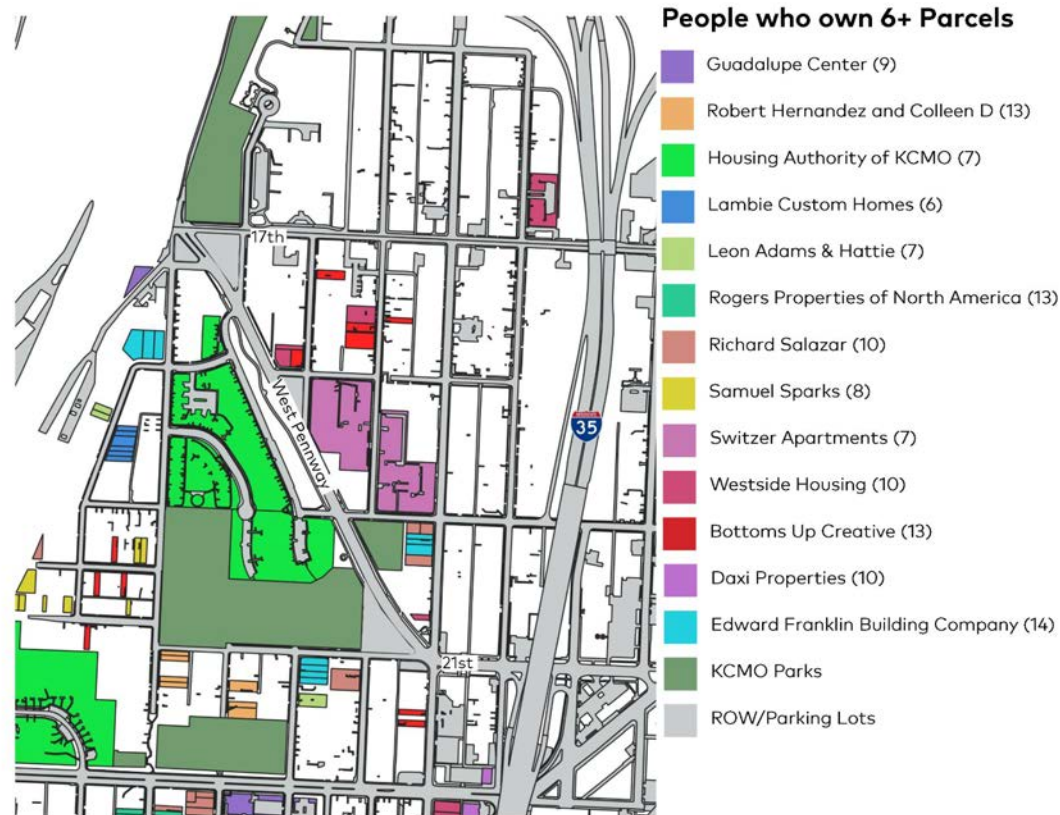 People who own 6+ Parcels
Guadalupe Center (9)
Robert Hernandez and Colleen D (13)
Housing Authority of KCMO (7)
Lambie Custom Homes (6)
Leon Adams & Hattie (7)
Rogers Properties of North America (13)
Richard Salazar (10)
Samuel Sparks (8)
Switzer Apartments (7)
Westside Housing (10)
Bottoms Up Creative (13)
Daxi Properties (10)
Edward Franklin Building Company (14)
KCMO Parks
ROW/Parking Lots
17th
West Pennway
35
21st